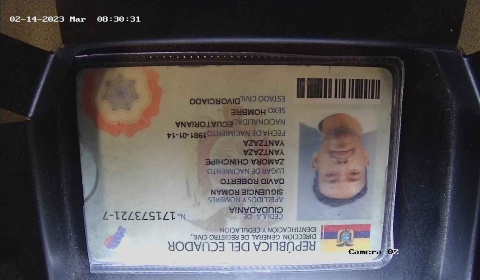 02-14-2023 Mar 08:30:31
REPÚBLICA DEL ECUADOR
DIRECCIÓN GENERAL DE REGISTRO CIVIL,
IDENTIFICACIÓN Y CEDULACIÓN
CÉDULA DE
CIUDADANÍA
N. 171573721-7
APELLIDOS Y NOMBRES
SIGUENCIA ROMAN
DAVID ROBERTO
LUGAR DE NACIMIENTO
ZAMORA CHINCHIPE
YANTZAZA
YANTZAZA
FECHA DE NACIMIENTO 1981-01-14
NACIONALIDAD ECUATORIANA
SEXO HOMBRE
ESTADO CIVIL DIVORCIADO
Camera 02